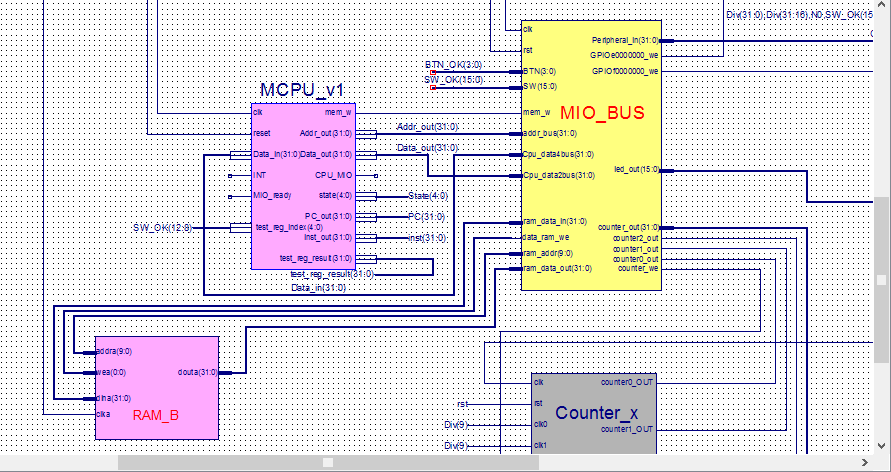 Div(31:0),Div(31:16),N0,SW_OK(15
clk
rst
Peripheral_in(31:0)
GPIOe0000000_we
GPIOf0000000_we
BTN_OK(3:0)
BTN(3:0)
SW_OK(15:0)
SW(15:0)
MIO_BUS
mem_w
addr_bus(31:0)
Cpu_data4bus(31:0)
Cpu_data2bus(31:0)
led_out(15:0)
ram_data_in(31:0)
data_ram_we
ram_addr(9:0)
ram_data_out(31:0)
counter_out(31:0)
counter2_out
counter1_out
counter0_out
counter_we
MCPU_v1
clk
mem_w
reset
Addr_out(31:0)
Addr_out(31:0)
Data_in(31:0)
Data_out(31:0)
Data_out(31:0)
INT
CPU_MIO
MIO_ready
state(4:0)
State(4:0)
PC_out(31:0)
PC(31:0)
SW_OK(12:8)
test_reg_index(4:0)
Inst_out(31:0)
inst(31:0)
test_reg_result(31:0)
test_reg_result(31:0)
Data_in(31:0)
addra(9:0)
wea(0:0)
douta(31:0)
dina(31:0)
clka
RAM_B
clk
counter0_OUT
rst
rst
Counter_x
Div(9)
clk0
counter1_OUT
Div(9)
clk1